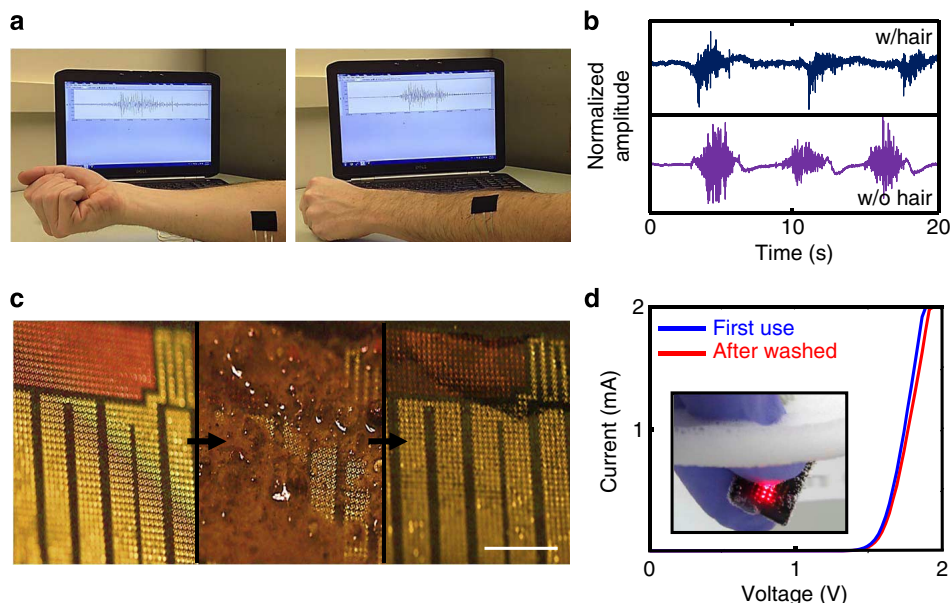 a
b
w/hair
Normalized
amplitude
w/o hair
0
10
20
Time (s)
c
d
2
First use
After washed
Current (mA)
1
0
0
1
2
Voltage (V)